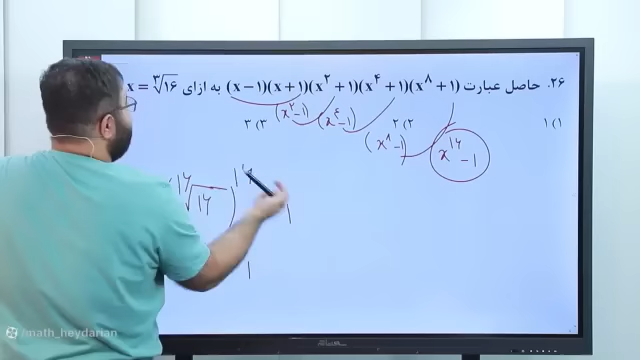 ۲۶. حاصل عبارت (x−1)(x+1)(x²+1)(x⁴+1)(x⁸+1) به ازای x = ∛۱۶
(x²−1) (x⁴−1)
۱) ۱
۲) ۲
۳) ۳
(x⁸−1)
x¹⁶ −1
/math_heydarian